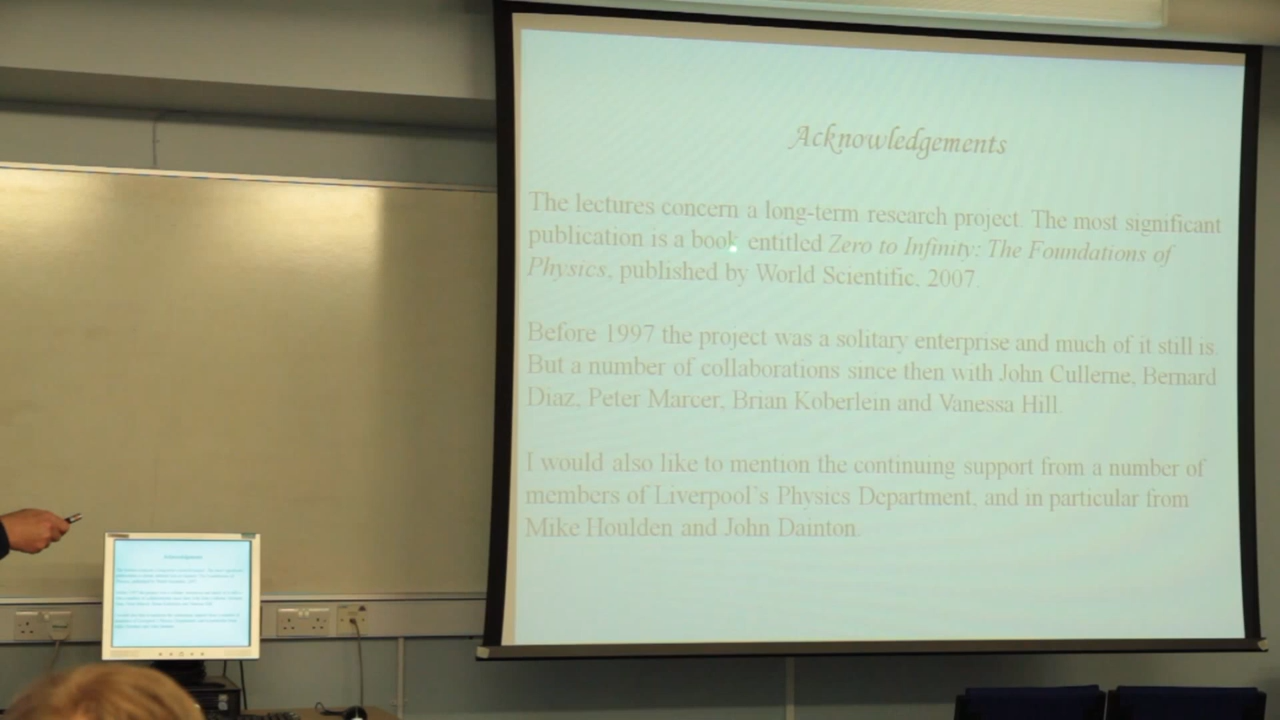 Acknowledgements
The lectures concern a long-term research project. The most significant
publication is a book entitled Zero to Infinity: The Foundations of
Physics, published by World Scientific, 2007.
Before 1997 the project was a solitary enterprise and much of it still is.
But a number of collaborations since then with John Cullerne, Bernard
Diaz, Peter Marcer, Brian Koberlein and Vanessa Hill.
I would also like to mention the continuing support from a number of
members of Liverpool's Physics Department, and in particular from
Mike Houlden and John Dainton.